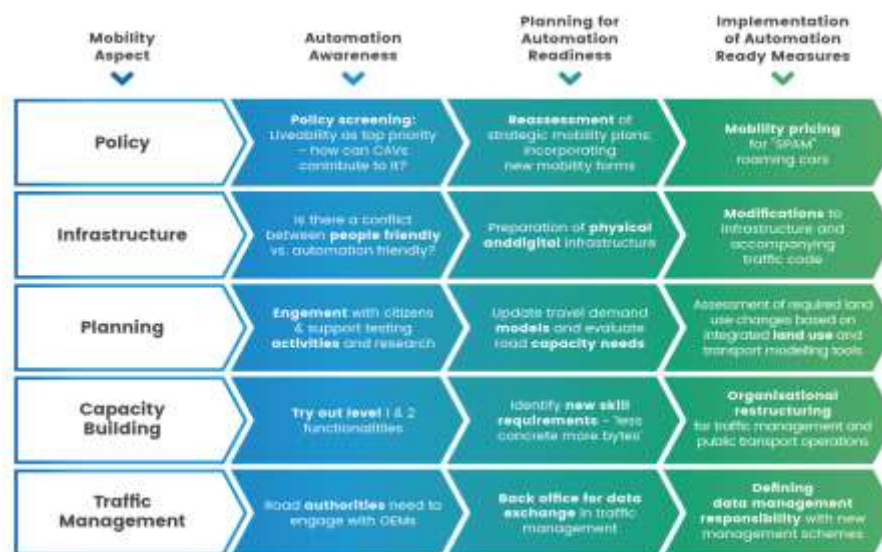 Mobility
Aspect
Automation
Awareness
Planning for
Automation
Readiness
Implementation
of Automation
Ready Measures
Policy
Policy screening:
Liveability as top priority
– how can CAVs
contribute to it?
Reassessment of
strategic mobility plans:
incorporating
new mobility forms
Mobility pricing
for "SPAM"
roaming cars
Infrastructure
Is there a conflict
between people friendly
vs. automation friendly?
Preparation of physical
anddigital infrastructure
Modifications to
infrastructure and
accompanying
traffic code
Planning
Engement with citizens
& support testing
activities and research
Update travel demand
models and evaluate
road capacity needs
Assessment of required land
use changes based on
integrated land use and
transport modelling tools
Capacity
Building
Try out level 1 & 2
functionalitities
Identify new skill
requirements – 'less
concrete more bytes'
Organisational
restructuring
for traffic management and
public transport operations
Traffic
Management
Road authorities need to
engage with OEMs
Back office for data
exchange in traffic
management
Defining
data management
responsibility with new
management schemes